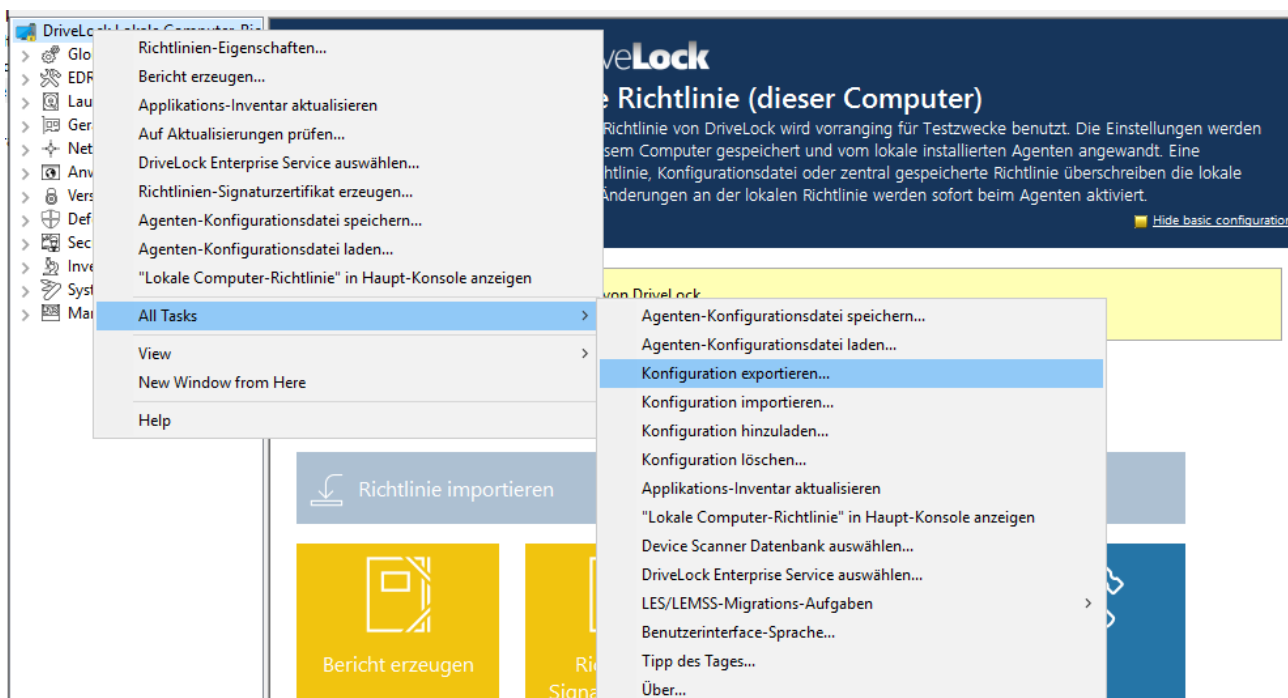 DriveLock Lokale Computer-Ric
Glo
EDR
Lau
Ger
Net
Anw
Vers
Def
Sec
Inve
Syst
Ma
Richtlinien-Eigenschaften...
Bericht erzeugen...
Applikations-Inventar aktualisieren
Auf Aktualisierungen prüfen...
DriveLock Enterprise Service auswählen...
Richtlinien-Signaturzertifikat erzeugen...
Agenten-Konfigurationsdatei speichern...
Agenten-Konfigurationsdatei laden...
"Lokale Computer-Richtlinie" in Haupt-Konsole anzeigen
All Tasks
View
New Window from Here
Help
veLock
e Richtlinie (dieser Computer)
Richtlinie von DriveLock wird vorranging für Testzwecke benutzt. Die Einstellungen werden
sem Computer gespeichert und vom lokale installierten Agenten angewandt. Eine
htlinie, Konfigurationsdatei oder zentral gespeicherte Richtlinie überschreiben die lokale
Änderungen an der lokalen Richtlinie werden sofort beim Agenten aktiviert.
Hide basic configuration
von DriveLock
Agenten-Konfigurationsdatei speichern...
Agenten-Konfigurationsdatei laden...
Konfiguration exportieren...
Konfiguration importieren...
Konfiguration hinzuladen...
Konfiguration löschen...
Applikations-Inventar aktualisieren
"Lokale Computer-Richtlinie" in Haupt-Konsole anzeigen
Device Scanner Datenbank auswählen...
DriveLock Enterprise Service auswählen...
LES/LEMSS-Migrations-Aufgaben
Benutzerinterface-Sprache...
Tipp des Tages...
Über...
Richtlinie importieren
Bericht erzeugen
Ri
Signa